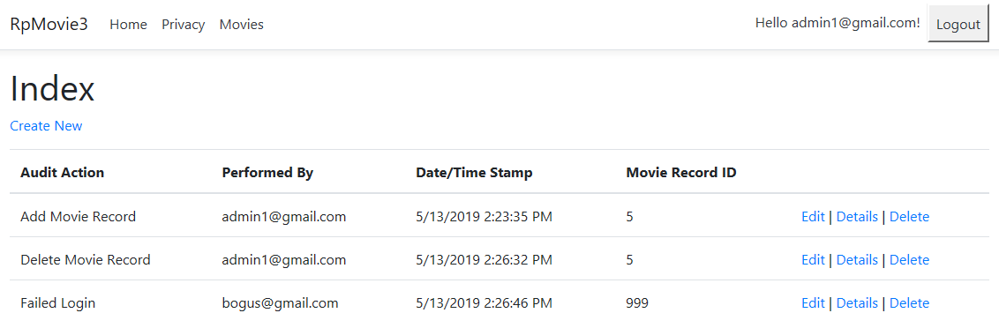 RpMovie3 Home Privacy Movies Hello admin1@gmail.com! Logout
Index
Create New
Audit Action Performed By Date/Time Stamp Movie Record ID
Add Movie Record admin1@gmail.com 5/13/2019 2:23:35 PM 5 Edit | Details | Delete
Delete Movie Record admin1@gmail.com 5/13/2019 2:26:32 PM 5 Edit | Details | Delete
Failed Login bogus@gmail.com 5/13/2019 2:26:46 PM 999 Edit | Details | Delete